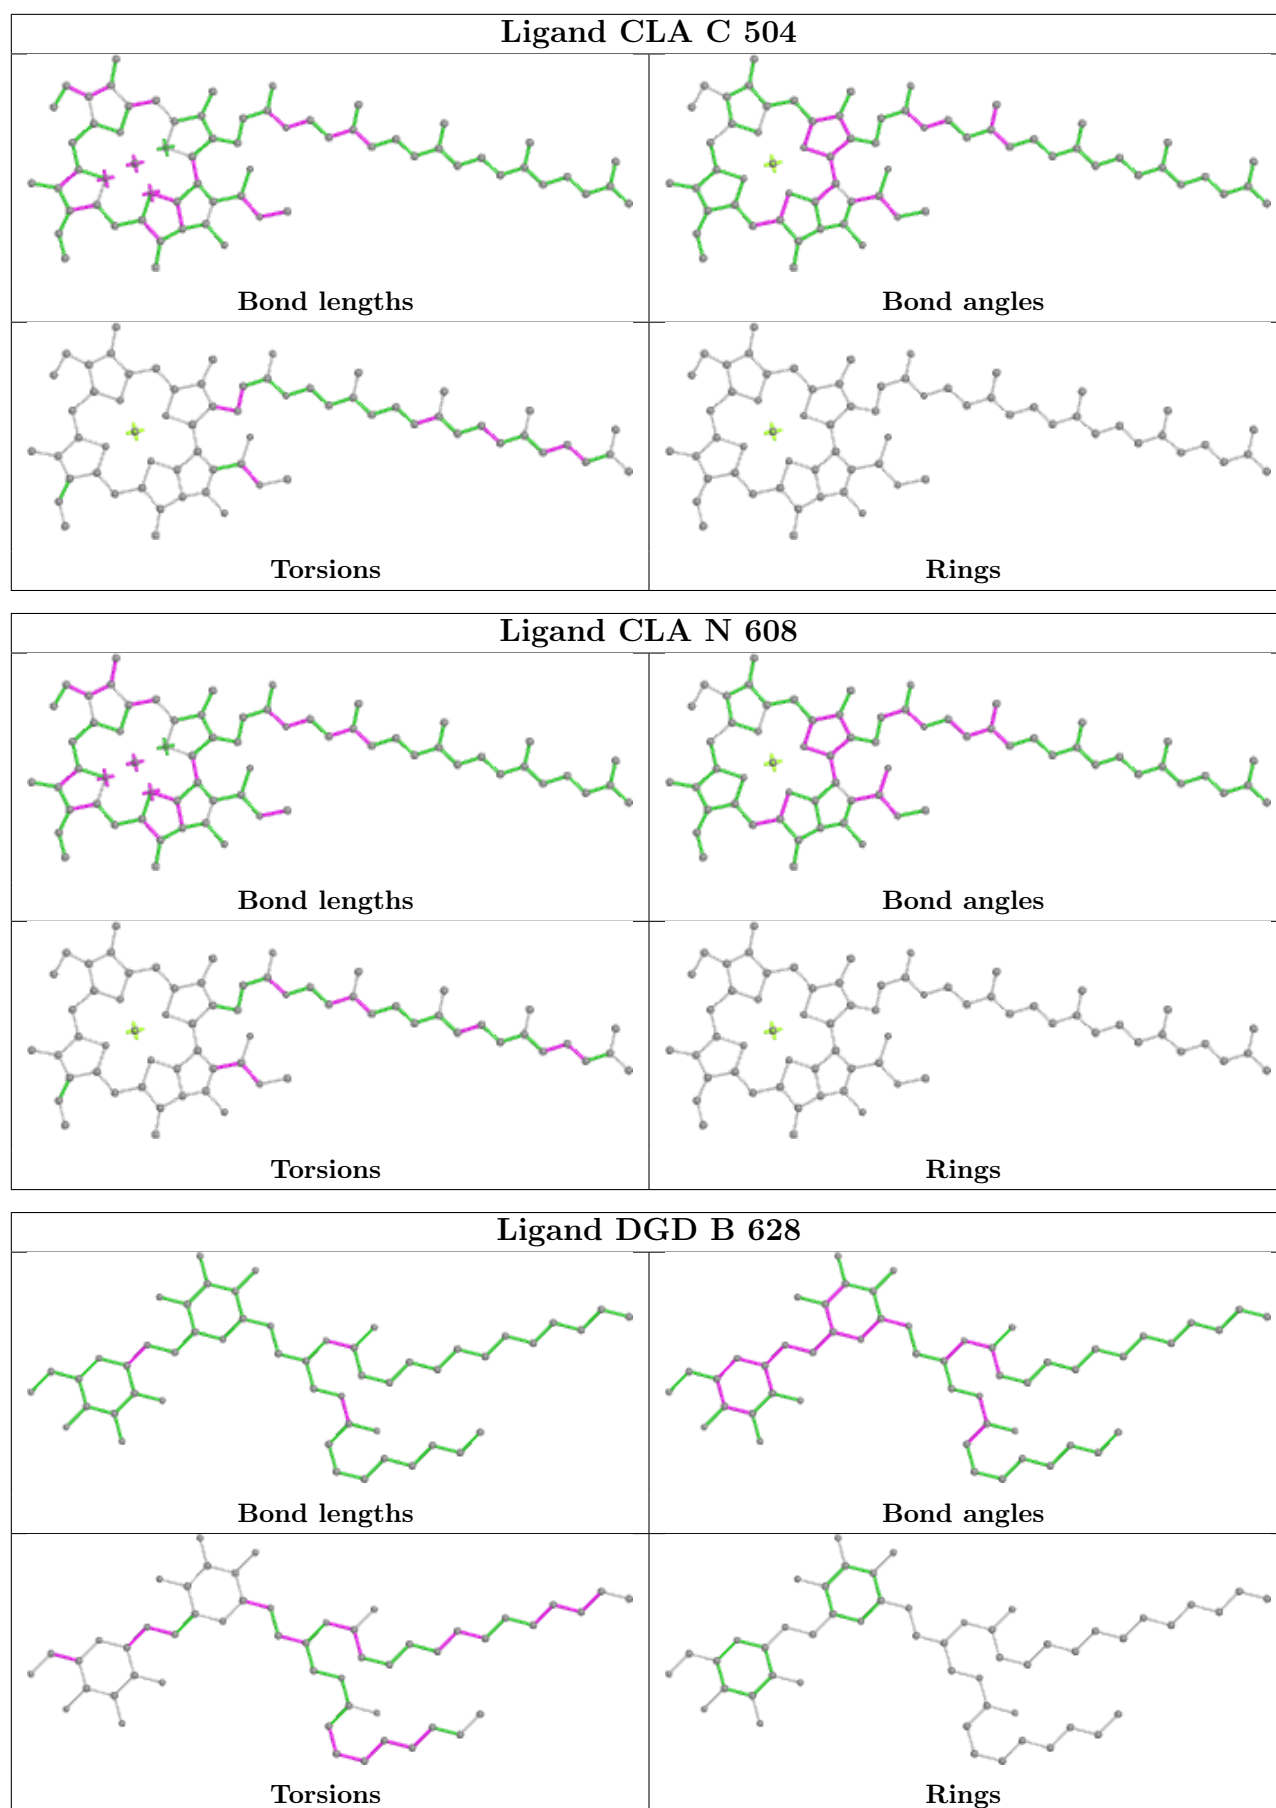 Ligand CLA C 504
Bond lengths
Bond angles
Torsions
Rings
Ligand CLA N 608
Bond lengths
Bond angles
Torsions
Rings
Ligand DGD B 628
Bond lengths
Bond angles
Torsions
Rings